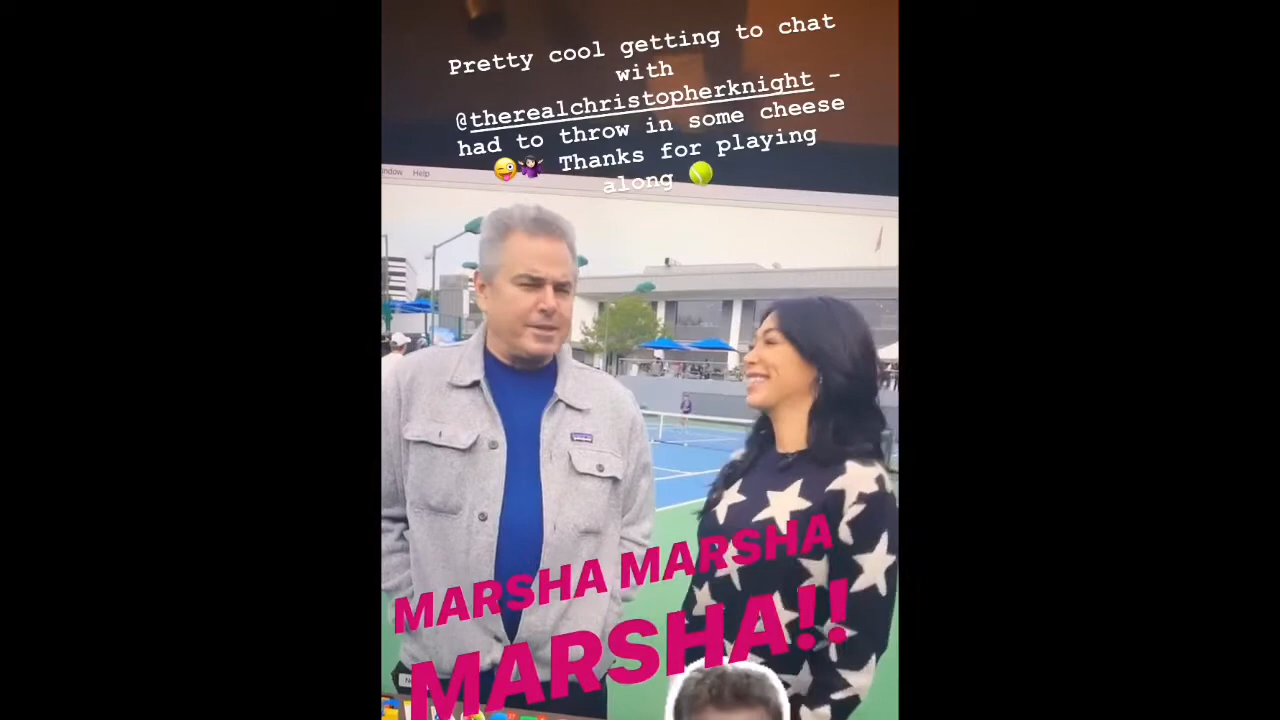 Pretty cool getting to chat
with
@therealchristopherknight -
had to throw in some cheese
😜🤷🏻‍♀️ Thanks for playing
along 🎾
Help
MARSHA MARSHA
MARSHA!!